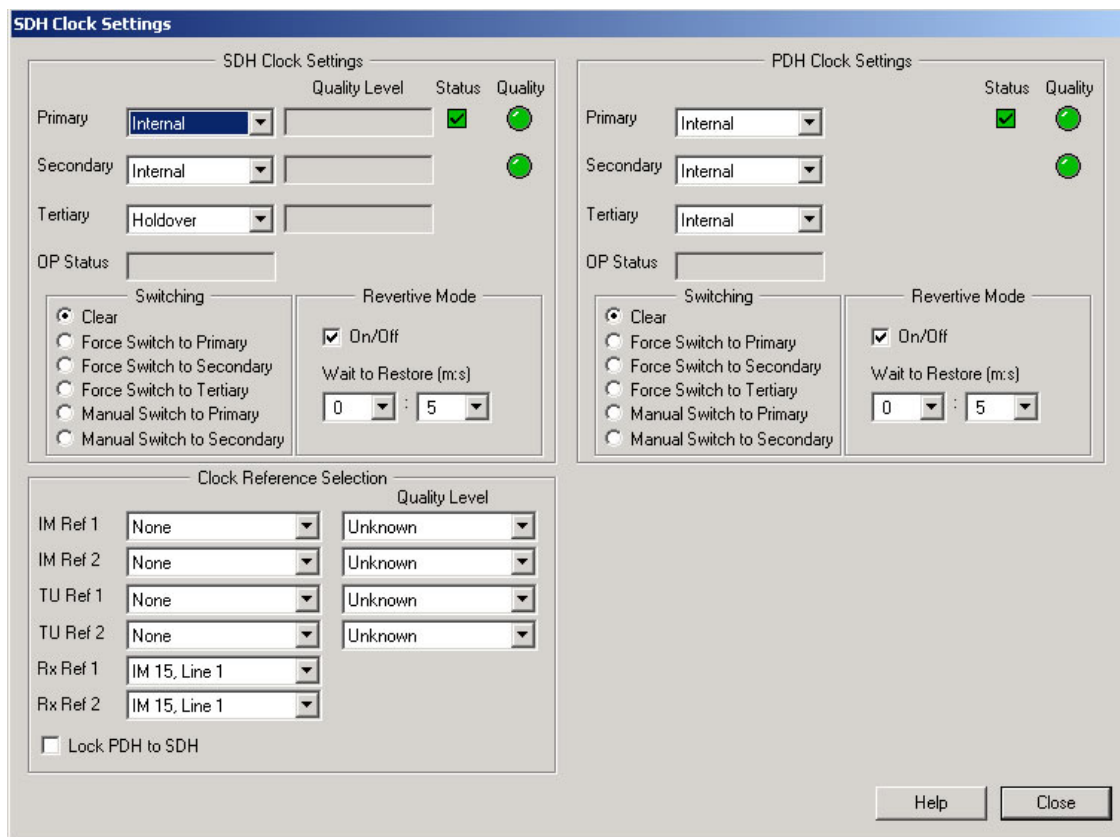 SDH Clock Settings
SDH Clock Settings
Quality Level Status Quality
Primary Internal
Secondary Internal
Tertiary Holdover
OP Status
Switching
Clear
Force Switch to Primary
Force Switch to Secondary
Force Switch to Tertiary
Manual Switch to Primary
Manual Switch to Secondary
Revertive Mode
On/Off
Wait to Restore (m:s)
0 : 5
PDH Clock Settings
Status Quality
Primary Internal
Secondary Internal
Tertiary Internal
OP Status
Switching
Clear
Force Switch to Primary
Force Switch to Secondary
Force Switch to Tertiary
Manual Switch to Primary
Manual Switch to Secondary
Revertive Mode
On/Off
Wait to Restore (m:s)
0 : 5
Clock Reference Selection
Quality Level
IM Ref 1 None Unknown
IM Ref 2 None Unknown
TU Ref 1 None Unknown
TU Ref 2 None Unknown
Rx Ref 1 IM 15, Line 1
Rx Ref 2 IM 15, Line 1
Lock PDH to SDH
Help Close